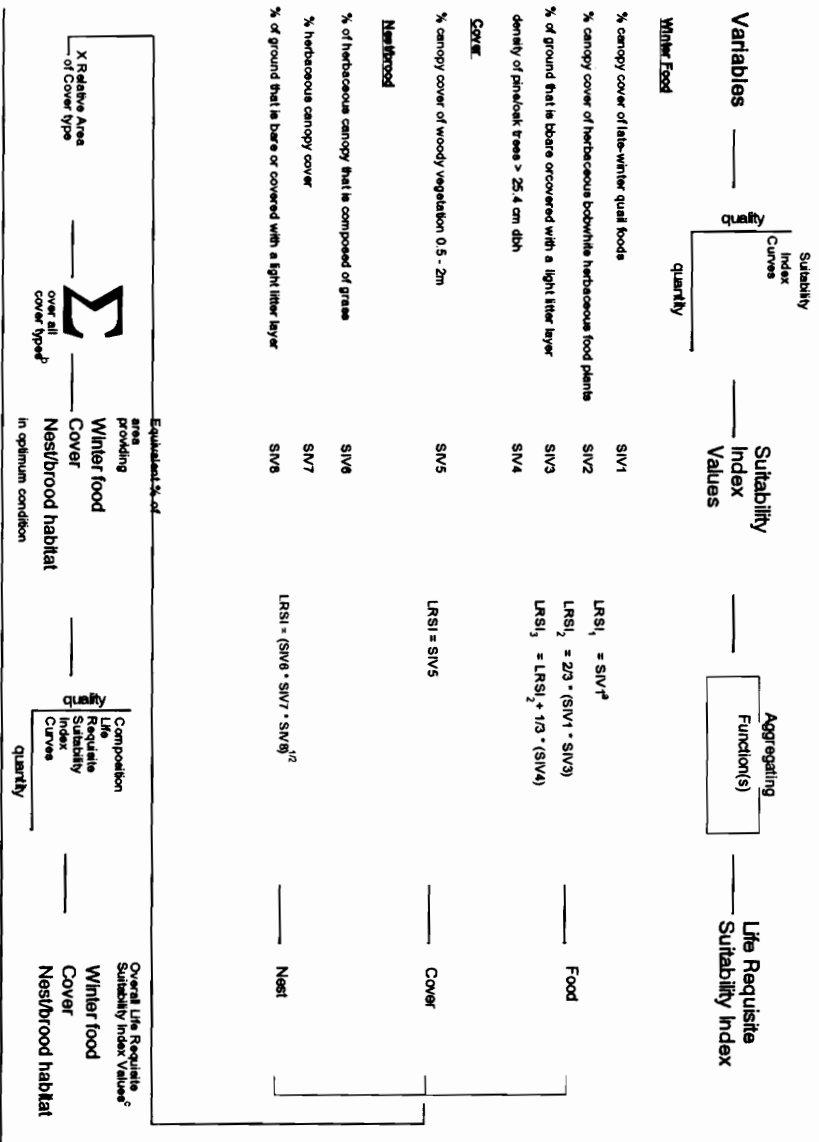 Variables
quality
Suitability
Index
Curves
quantity
Suitability
Index
Values
Aggregating
Function(s)
Life Requisite
Suitability Index
Winter Food
% canopy cover of late-winter quail foods
SIV1
LRSI1 = SIV1a
% canopy cover of herbaceous bobwhite herbaceous food plants
SIV2
LRSI2 = 2/3 * (SIV1 * SIV3)
Food
% of ground that is bbare orcovered with a light litter layer
SIV3
LRSI3 = LRSI2 + 1/3 * (SIV4)
density of pine/oak trees > 25.4 cm dbh
SIV4
Cover
% canopy cover of woody vegetation 0.5 - 2m
SIV5
LRSI = SIV5
Cover
Nest/brood
% of herbaceous canopy that is composed of grass
SIV6
% herbaceous canopy cover
SIV7
% of ground that is bare or covered with a light litter layer
SIV8
LRSI = (SIV6 * SIV7 * SIV8)1/2
Nest
X Relative Area
of Cover type
Σ
over all
cover typesb
Equivalent % of
area
providing
Winter food
Cover
Nest/brood habitat
in optimum condition
quality
Composition
Life
Requisite
Suitability
Index
Curves
quantity
Overall Life Requisite
Suitability Index Valuesc
Winter food
Cover
Nest/brood habitat